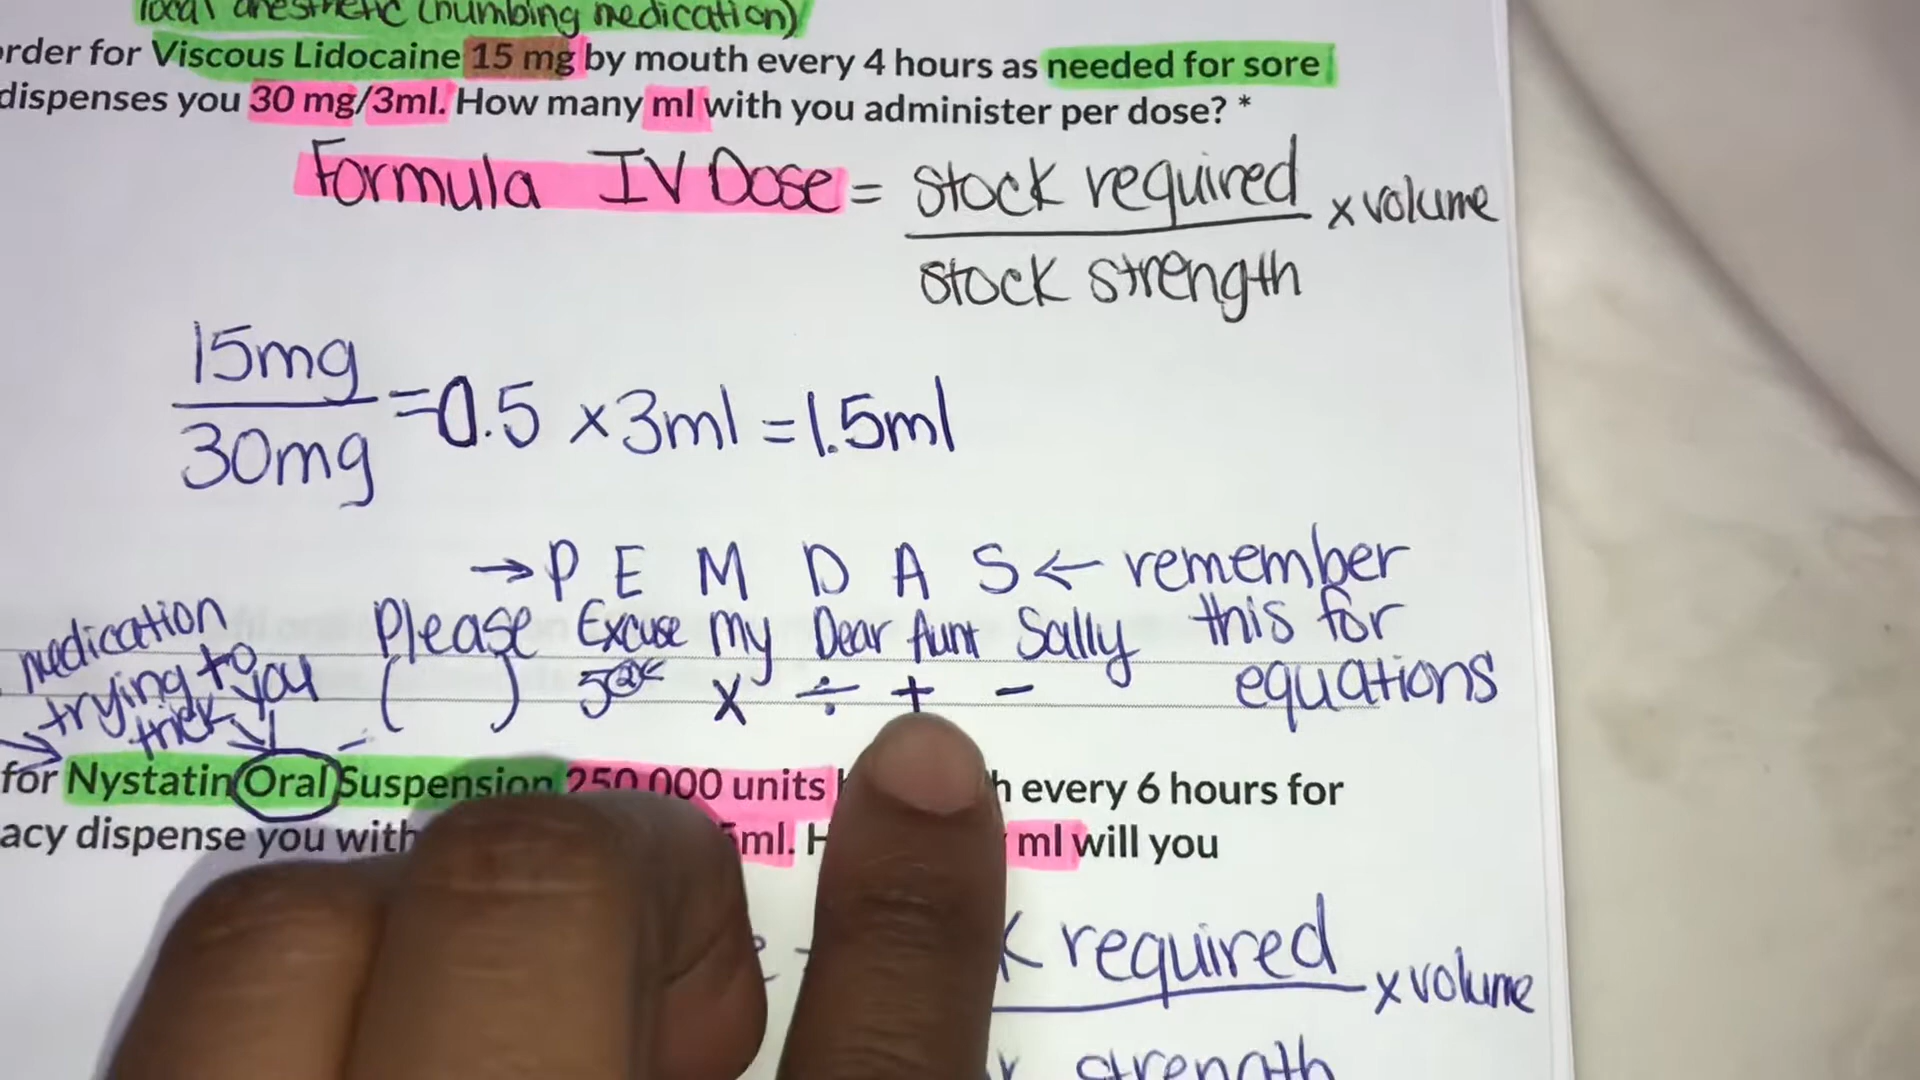 local anesthetic (numbing medication)
order for Viscous Lidocaine 15 mg by mouth every 4 hours as needed for sore
dispenses you 30 mg/3ml. How many ml with you administer per dose? *
Formula IV Dose = stock required x volume
stock strength
15mg
30mg
=0.5 x 3ml = 1.5ml
→ P E M D A S ← remember
Please Excuse My Dear Aunt Sally this for
( ) 5 x ÷ + − equations
medication
trying to
trick you
for Nystatin Oral Suspension 250,000 units every 6 hours for
acy dispense you with 5ml. ml will you
required x volume
strength